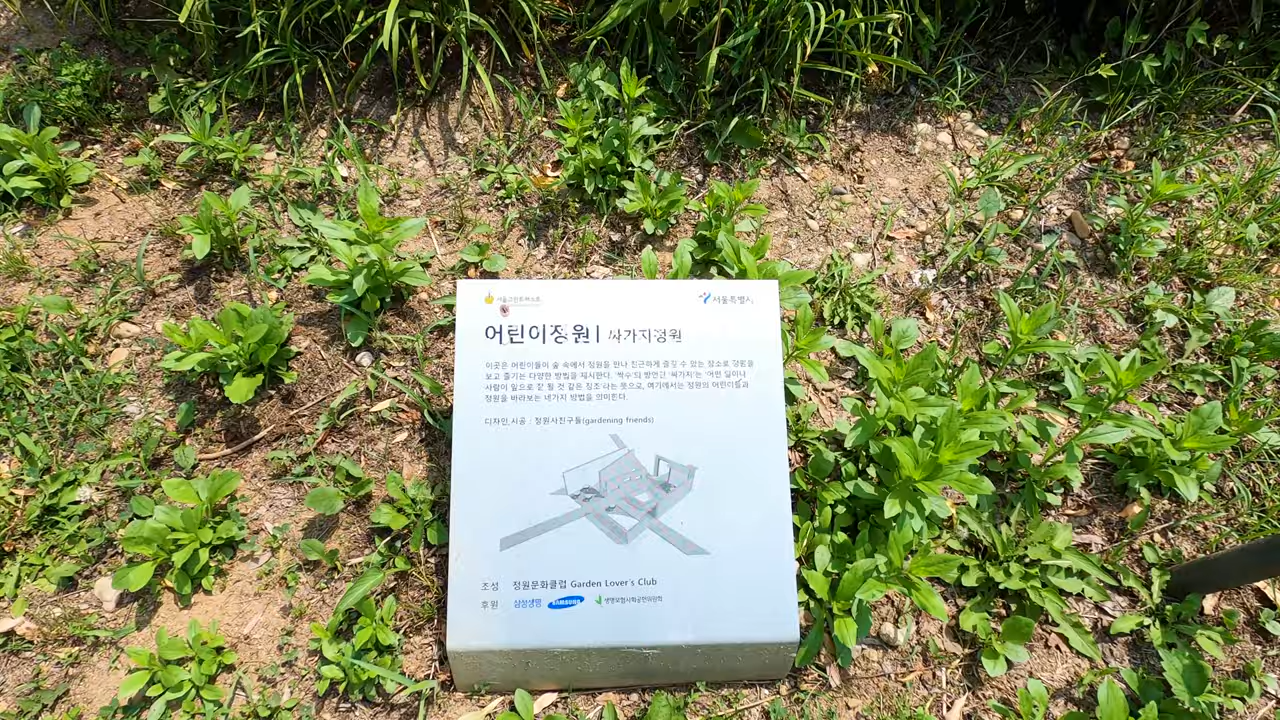 서울그린트러스트
서울특별시
어린이정원 | 싸가지정원
이곳은 어린이들이 숲 속에서 정원을 만나 친근하게 즐길 수 있는 장소로 정원을
보고 즐기는 다양한 방법을 제시한다. '싹수'의 방언인 '싸가지'는 '어떤 일이나
사람이 앞으로 잘 될 것 같은 징조'라는 뜻으로, 여기에서는 정원의 어린이들과
정원을 바라보는 네가지 방법을 의미한다.
디자인,시공 : 정원사친구들(gardening friends)
조성 정원문화클럽 Garden Lover's Club
후원 삼성생명 SAMSUNG 생명보험사회공헌위원회